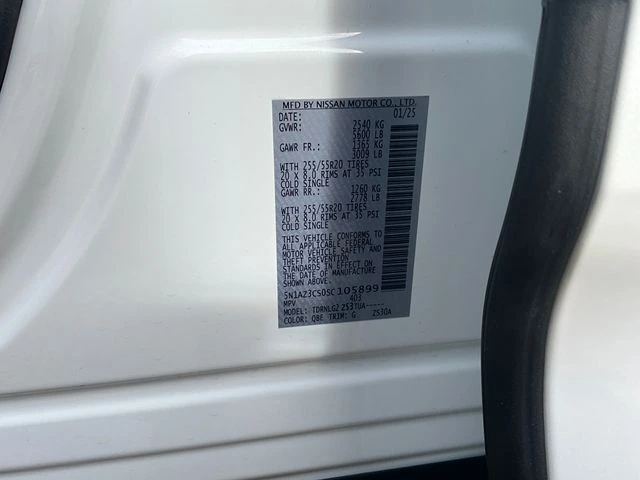 MFD BY NISSAN MOTOR CO., LTD.
DATE: 01/25
GVWR: 2540 KG
5600 LB
GAWR FR.: 1365 KG
3009 LB
WITH 255/55R20 TIRES
20 x 8.0 RIMS AT 35 PSI
COLD SINGLE
GAWR RR.: 1260 KG
2778 LB
WITH 255/55R20 TIRES
20 x 8.0 RIMS AT 35 PSI
COLD SINGLE
THIS VEHICLE CONFORMS TO
ALL APPLICABLE FEDERAL
MOTOR VEHICLE SAFETY AND
THEFT PREVENTION
STANDARDS IN EFFECT ON
THE DATE OF MANUFACTURE
SHOWN ABOVE.
5N1AZ3CS0SC105899
MPV 403
MODEL: TDRNLG2 Z53TUA-----
COLOR: QBE TRIM: G ZS30A